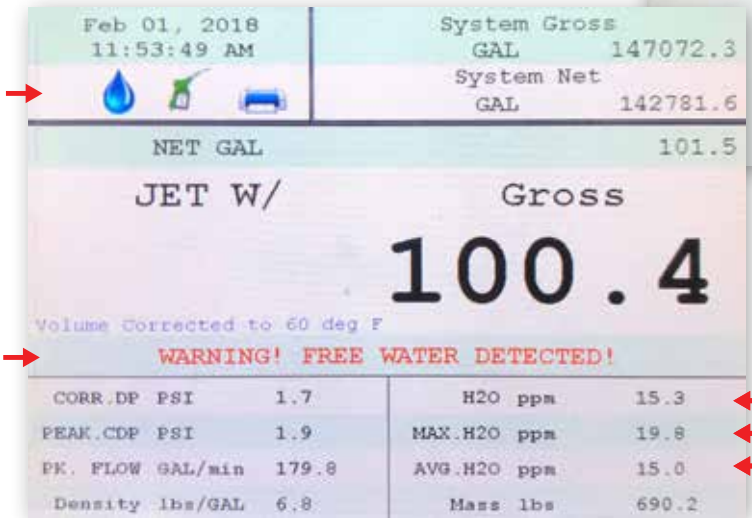 Feb 01, 2018
11:53:49 AM
System Gross
GAL 147072.3
System Net
GAL 142781.6
NET GAL 101.5
JET W/ Gross
100.4
Volume Corrected to 60 deg F
WARNING! FREE WATER DETECTED!
CORR.DP PSI 1.7 H2O ppm 15.3
PEAK.CDP PSI 1.9 MAX.H2O ppm 19.8
PK. FLOW GAL/min 179.8 AVG.H2O ppm 15.0
Density lbs/GAL 6.8 Mass lbs 690.2